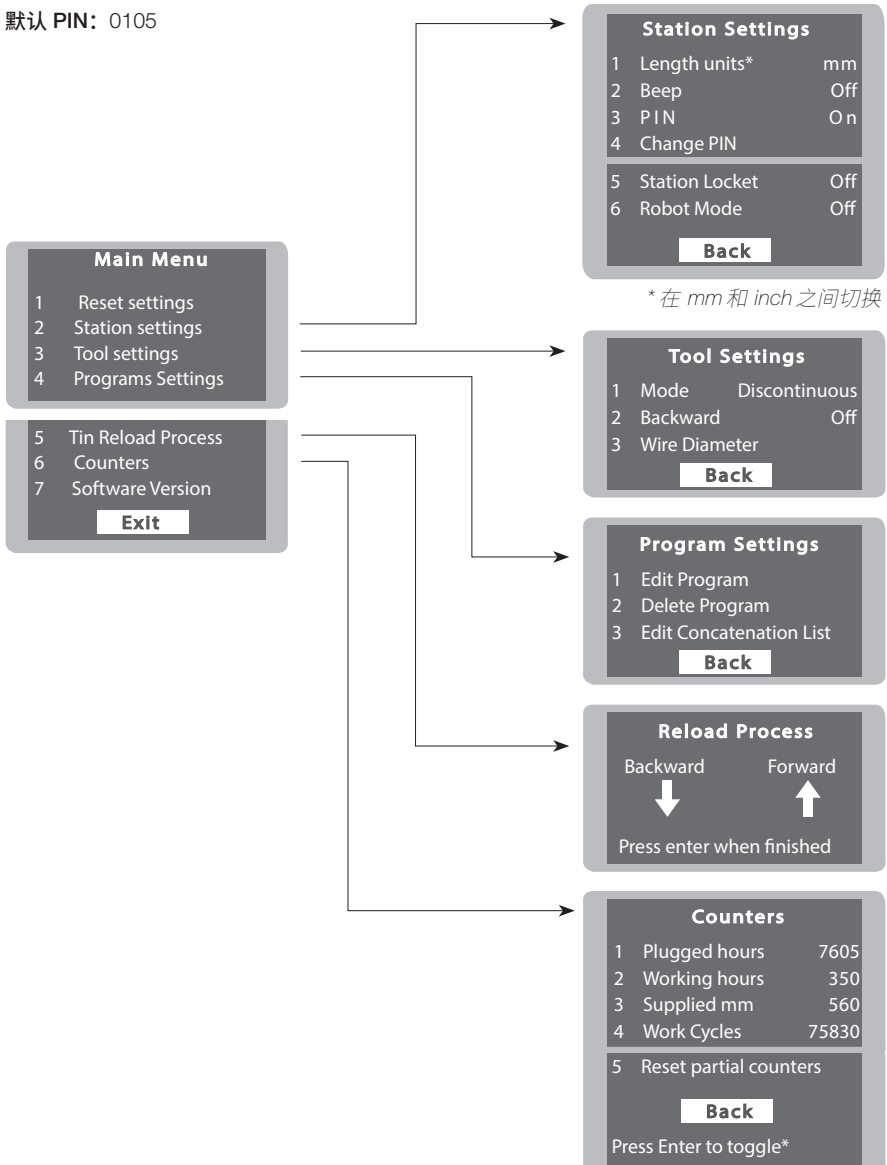 默认 PIN：0105
Main Menu
1 Reset settings
2 Station settings
3 Tool settings
4 Programs Settings
5 Tin Reload Process
6 Counters
7 Software Version
Exit
Station Settings
1 Length units* mm
2 Beep Off
3 PIN On
4 Change PIN
5 Station Locket Off
6 Robot Mode Off
Back
* 在 mm 和 inch 之间切换
Tool Settings
1 Mode Discontinuous
2 Backward Off
3 Wire Diameter
Back
Program Settings
1 Edit Program
2 Delete Program
3 Edit Concatenation List
Back
Reload Process
Backward Forward
Press enter when finished
Counters
1 Plugged hours 7605
2 Working hours 350
3 Supplied mm 560
4 Work Cycles 75830
5 Reset partial counters
Back
Press Enter to toggle*